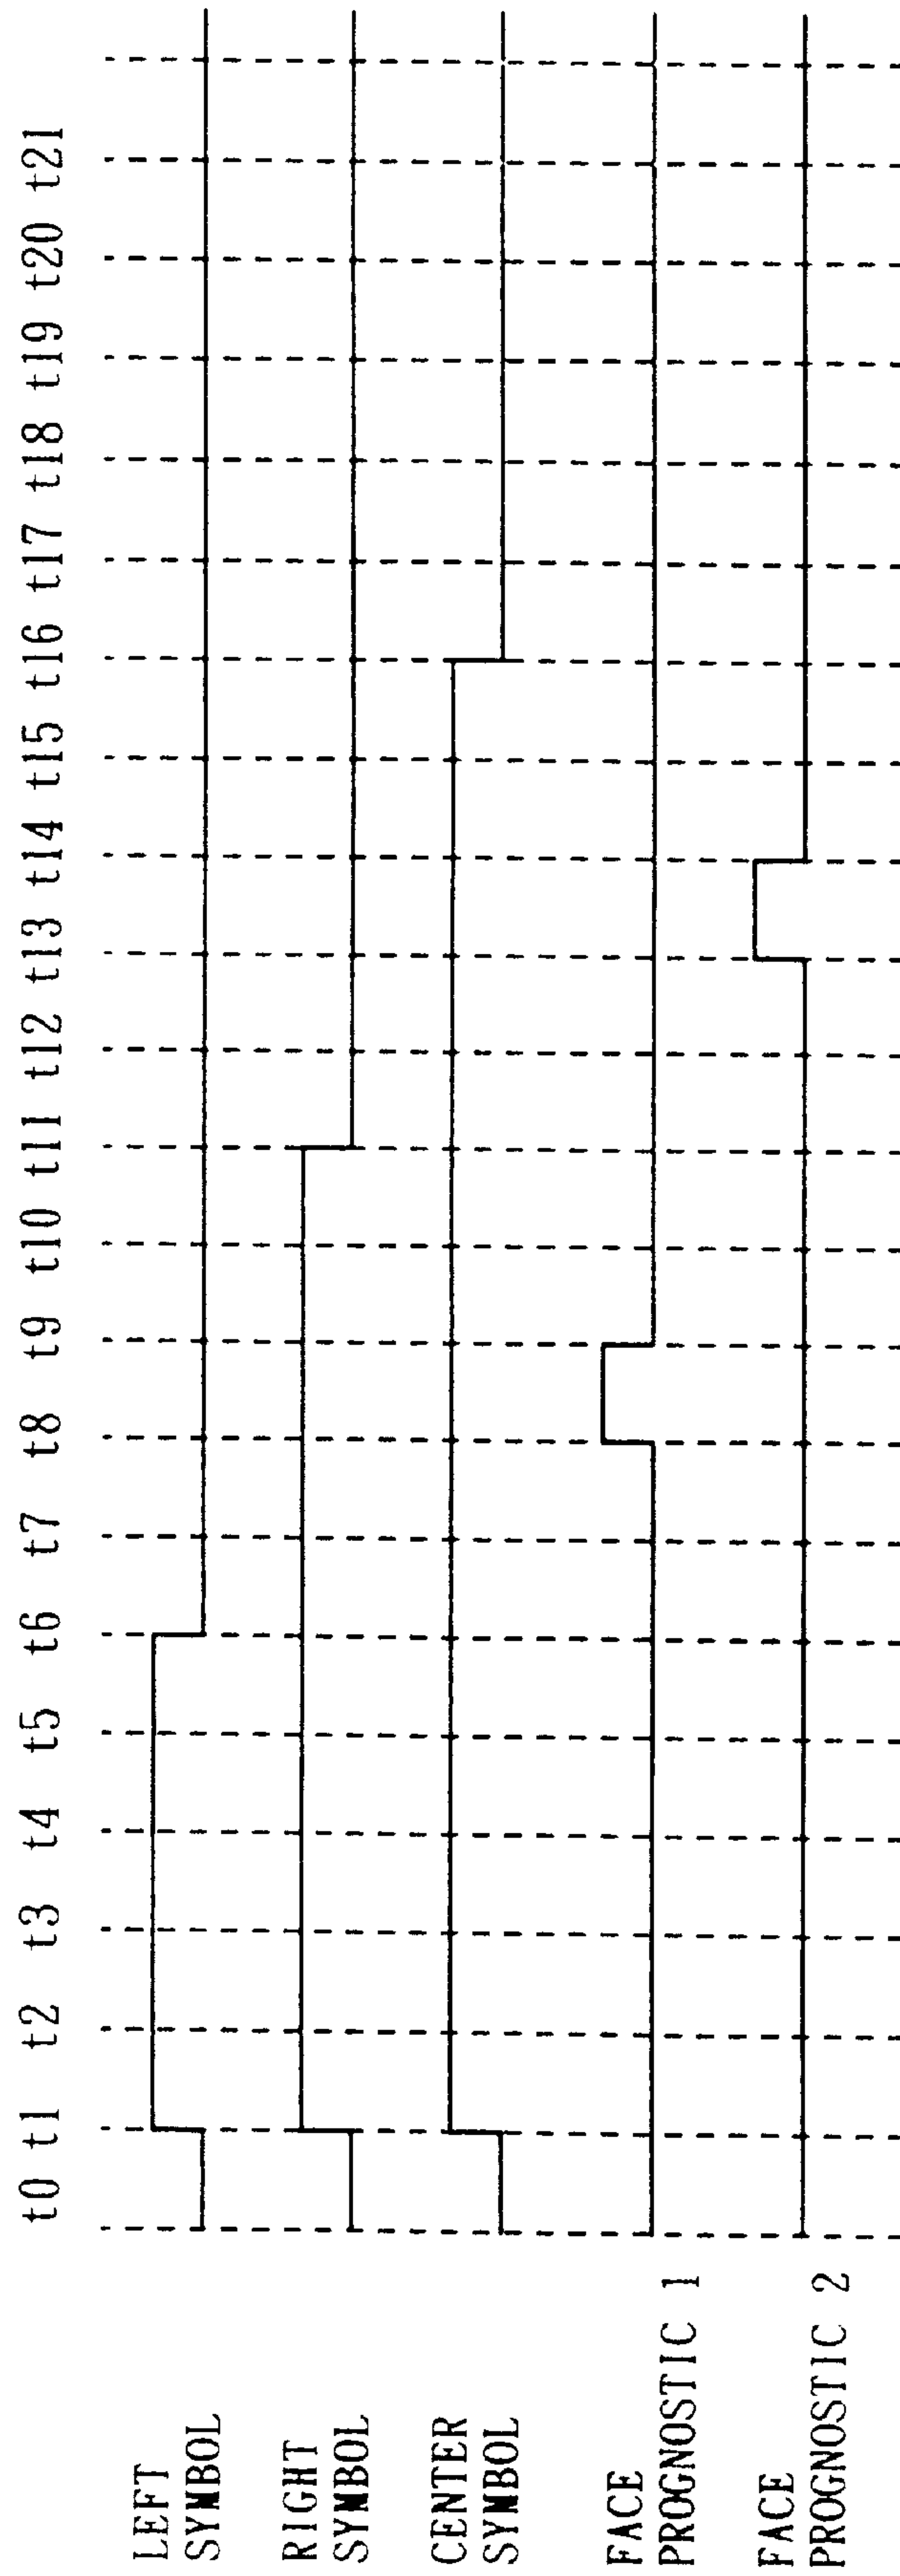 t0 t1 t2 t3 t4 t5 t6 t7 t8 t9 t10 t11 t12 t13 t14 t15 t16 t17 t18 t19 t20 t21
LEFT
SYMBOL
RIGHT
SYMBOL
CENTER
SYMBOL
FACE
PROGNOSTIC 1
FACE
PROGNOSTIC 2